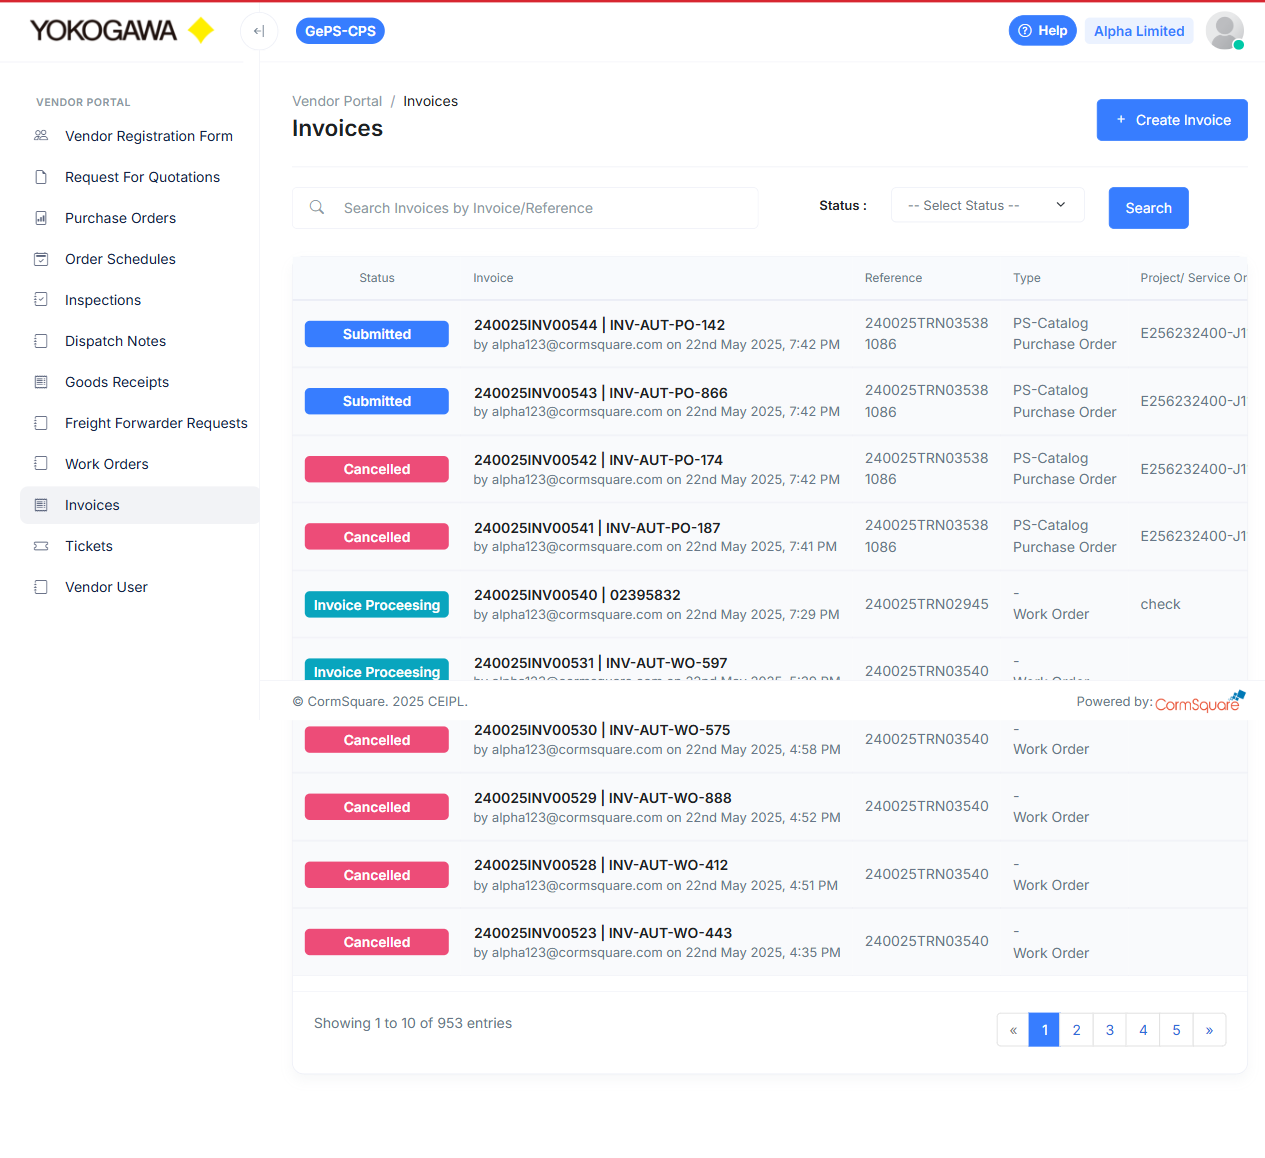 YOKOGAWA
GePS-CPS
Help
Alpha Limited
VENDOR PORTAL
Vendor Registration Form
Request For Quotations
Purchase Orders
Order Schedules
Inspections
Dispatch Notes
Goods Receipts
Freight Forwarder Requests
Work Orders
Invoices
Tickets
Vendor User
Vendor Portal / Invoices
Invoices
+ Create Invoice
Search Invoices by Invoice/Reference
Status :
-- Select Status --
Search
Status Invoice Reference Type Project/ Service Or
Submitted
240025INV00544 | INV-AUT-PO-142
by alpha123@cormsquare.com on 22nd May 2025, 7:42 PM
240025TRN03538
1086
PS-Catalog
Purchase Order
E256232400-J1
Submitted
240025INV00543 | INV-AUT-PO-866
by alpha123@cormsquare.com on 22nd May 2025, 7:42 PM
240025TRN03538
1086
PS-Catalog
Purchase Order
E256232400-J1
Cancelled
240025INV00542 | INV-AUT-PO-174
by alpha123@cormsquare.com on 22nd May 2025, 7:42 PM
240025TRN03538
1086
PS-Catalog
Purchase Order
E256232400-J1
Cancelled
240025INV00541 | INV-AUT-PO-187
by alpha123@cormsquare.com on 22nd May 2025, 7:41 PM
240025TRN03538
1086
PS-Catalog
Purchase Order
E256232400-J1
Invoice Proceesing
240025INV00540 | 02395832
by alpha123@cormsquare.com on 22nd May 2025, 7:29 PM
240025TRN02945
-
Work Order
check
Invoice Proceesing
240025INV00531 | INV-AUT-WO-597
240025TRN03540
-
© CormSquare. 2025 CEIPL.
Powered by: CormSquare
Cancelled
240025INV00530 | INV-AUT-WO-575
by alpha123@cormsquare.com on 22nd May 2025, 4:58 PM
240025TRN03540
-
Work Order
Cancelled
240025INV00529 | INV-AUT-WO-888
by alpha123@cormsquare.com on 22nd May 2025, 4:52 PM
240025TRN03540
-
Work Order
Cancelled
240025INV00528 | INV-AUT-WO-412
by alpha123@cormsquare.com on 22nd May 2025, 4:51 PM
240025TRN03540
-
Work Order
Cancelled
240025INV00523 | INV-AUT-WO-443
by alpha123@cormsquare.com on 22nd May 2025, 4:35 PM
240025TRN03540
-
Work Order
Showing 1 to 10 of 953 entries
« 1 2 3 4 5 »